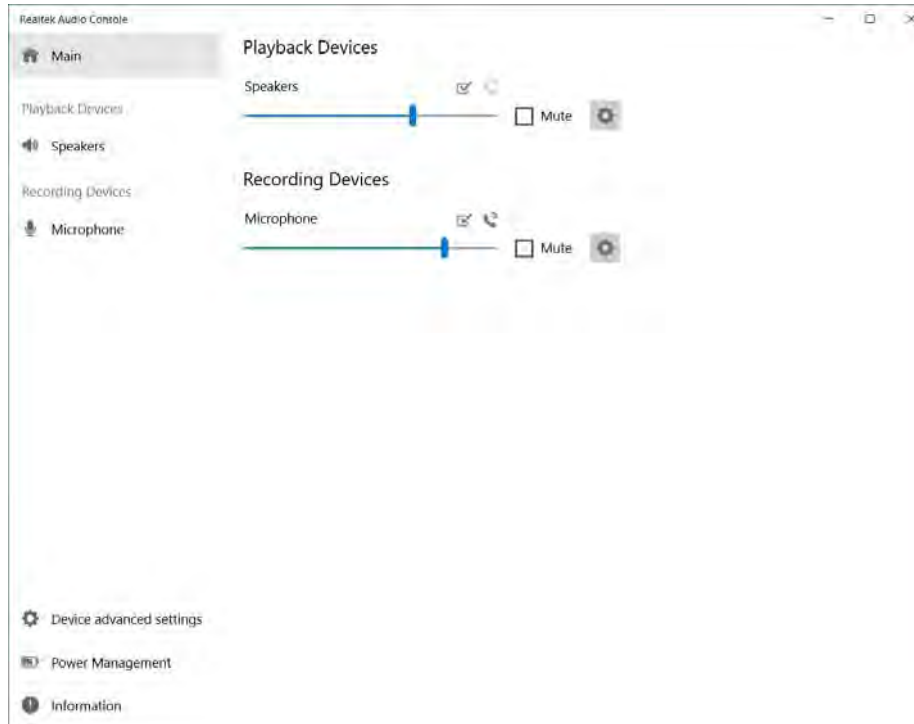 Realtek Audio Console
Main
Playback Devices
Speakers
Recording Devices
Microphone
Device advanced settings
Power Management
Information
Playback Devices
Speakers
Mute
Recording Devices
Microphone
Mute